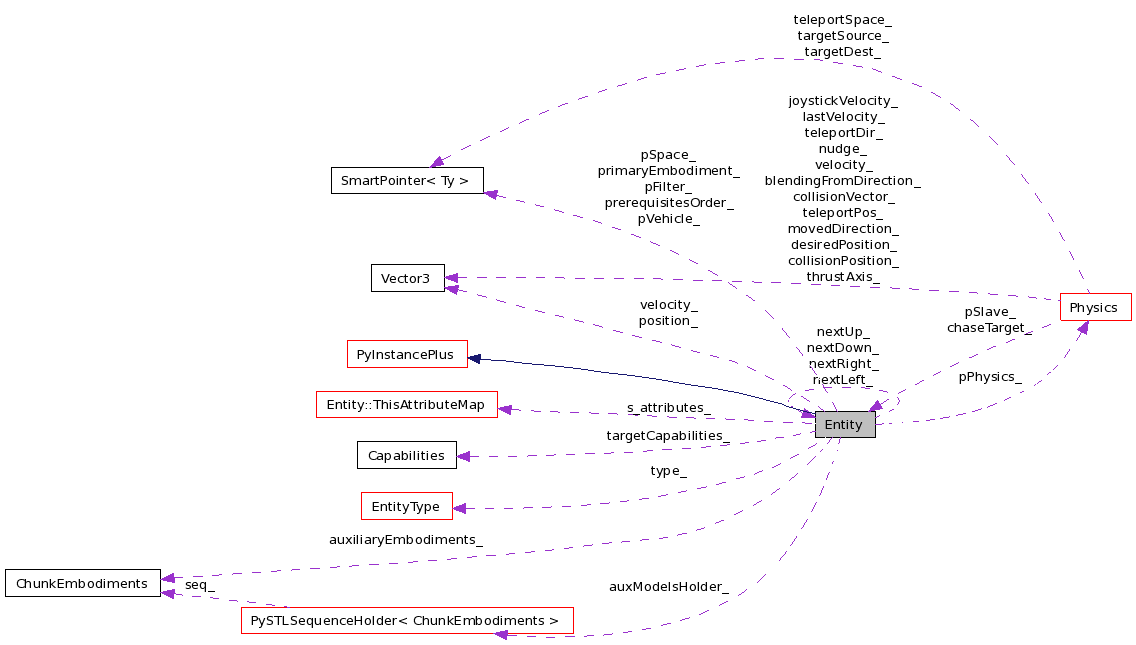 teleportSpace_
targetSource_
targetDest_
joystickVelocity_
lastVelocity_
teleportDir_
nudge_
velocity_
blendingFromDirection_
collisionVector_
teleportPos_
movedDirection_
desiredPosition_
collisionPosition_
thrustAxis_
pSpace_
primaryEmbodiment_
pFilter_
prerequisitesOrder_
pVehicle_
SmartPointer< Ty >
Vector3
velocity_
position_
Physics
pSlave_
chaseTarget_
nextUp_
nextDown_
nextRight_
nextLeft_
PyInstancePlus
pPhysics_
Entity::ThisAttributeMap
s_attributes_
Entity
targetCapabilities_
Capabilities
type_
EntityType
auxiliaryEmbodiments_
ChunkEmbodiments
seq_
auxModelsHolder_
PySTLSequenceHolder< ChunkEmbodiments >